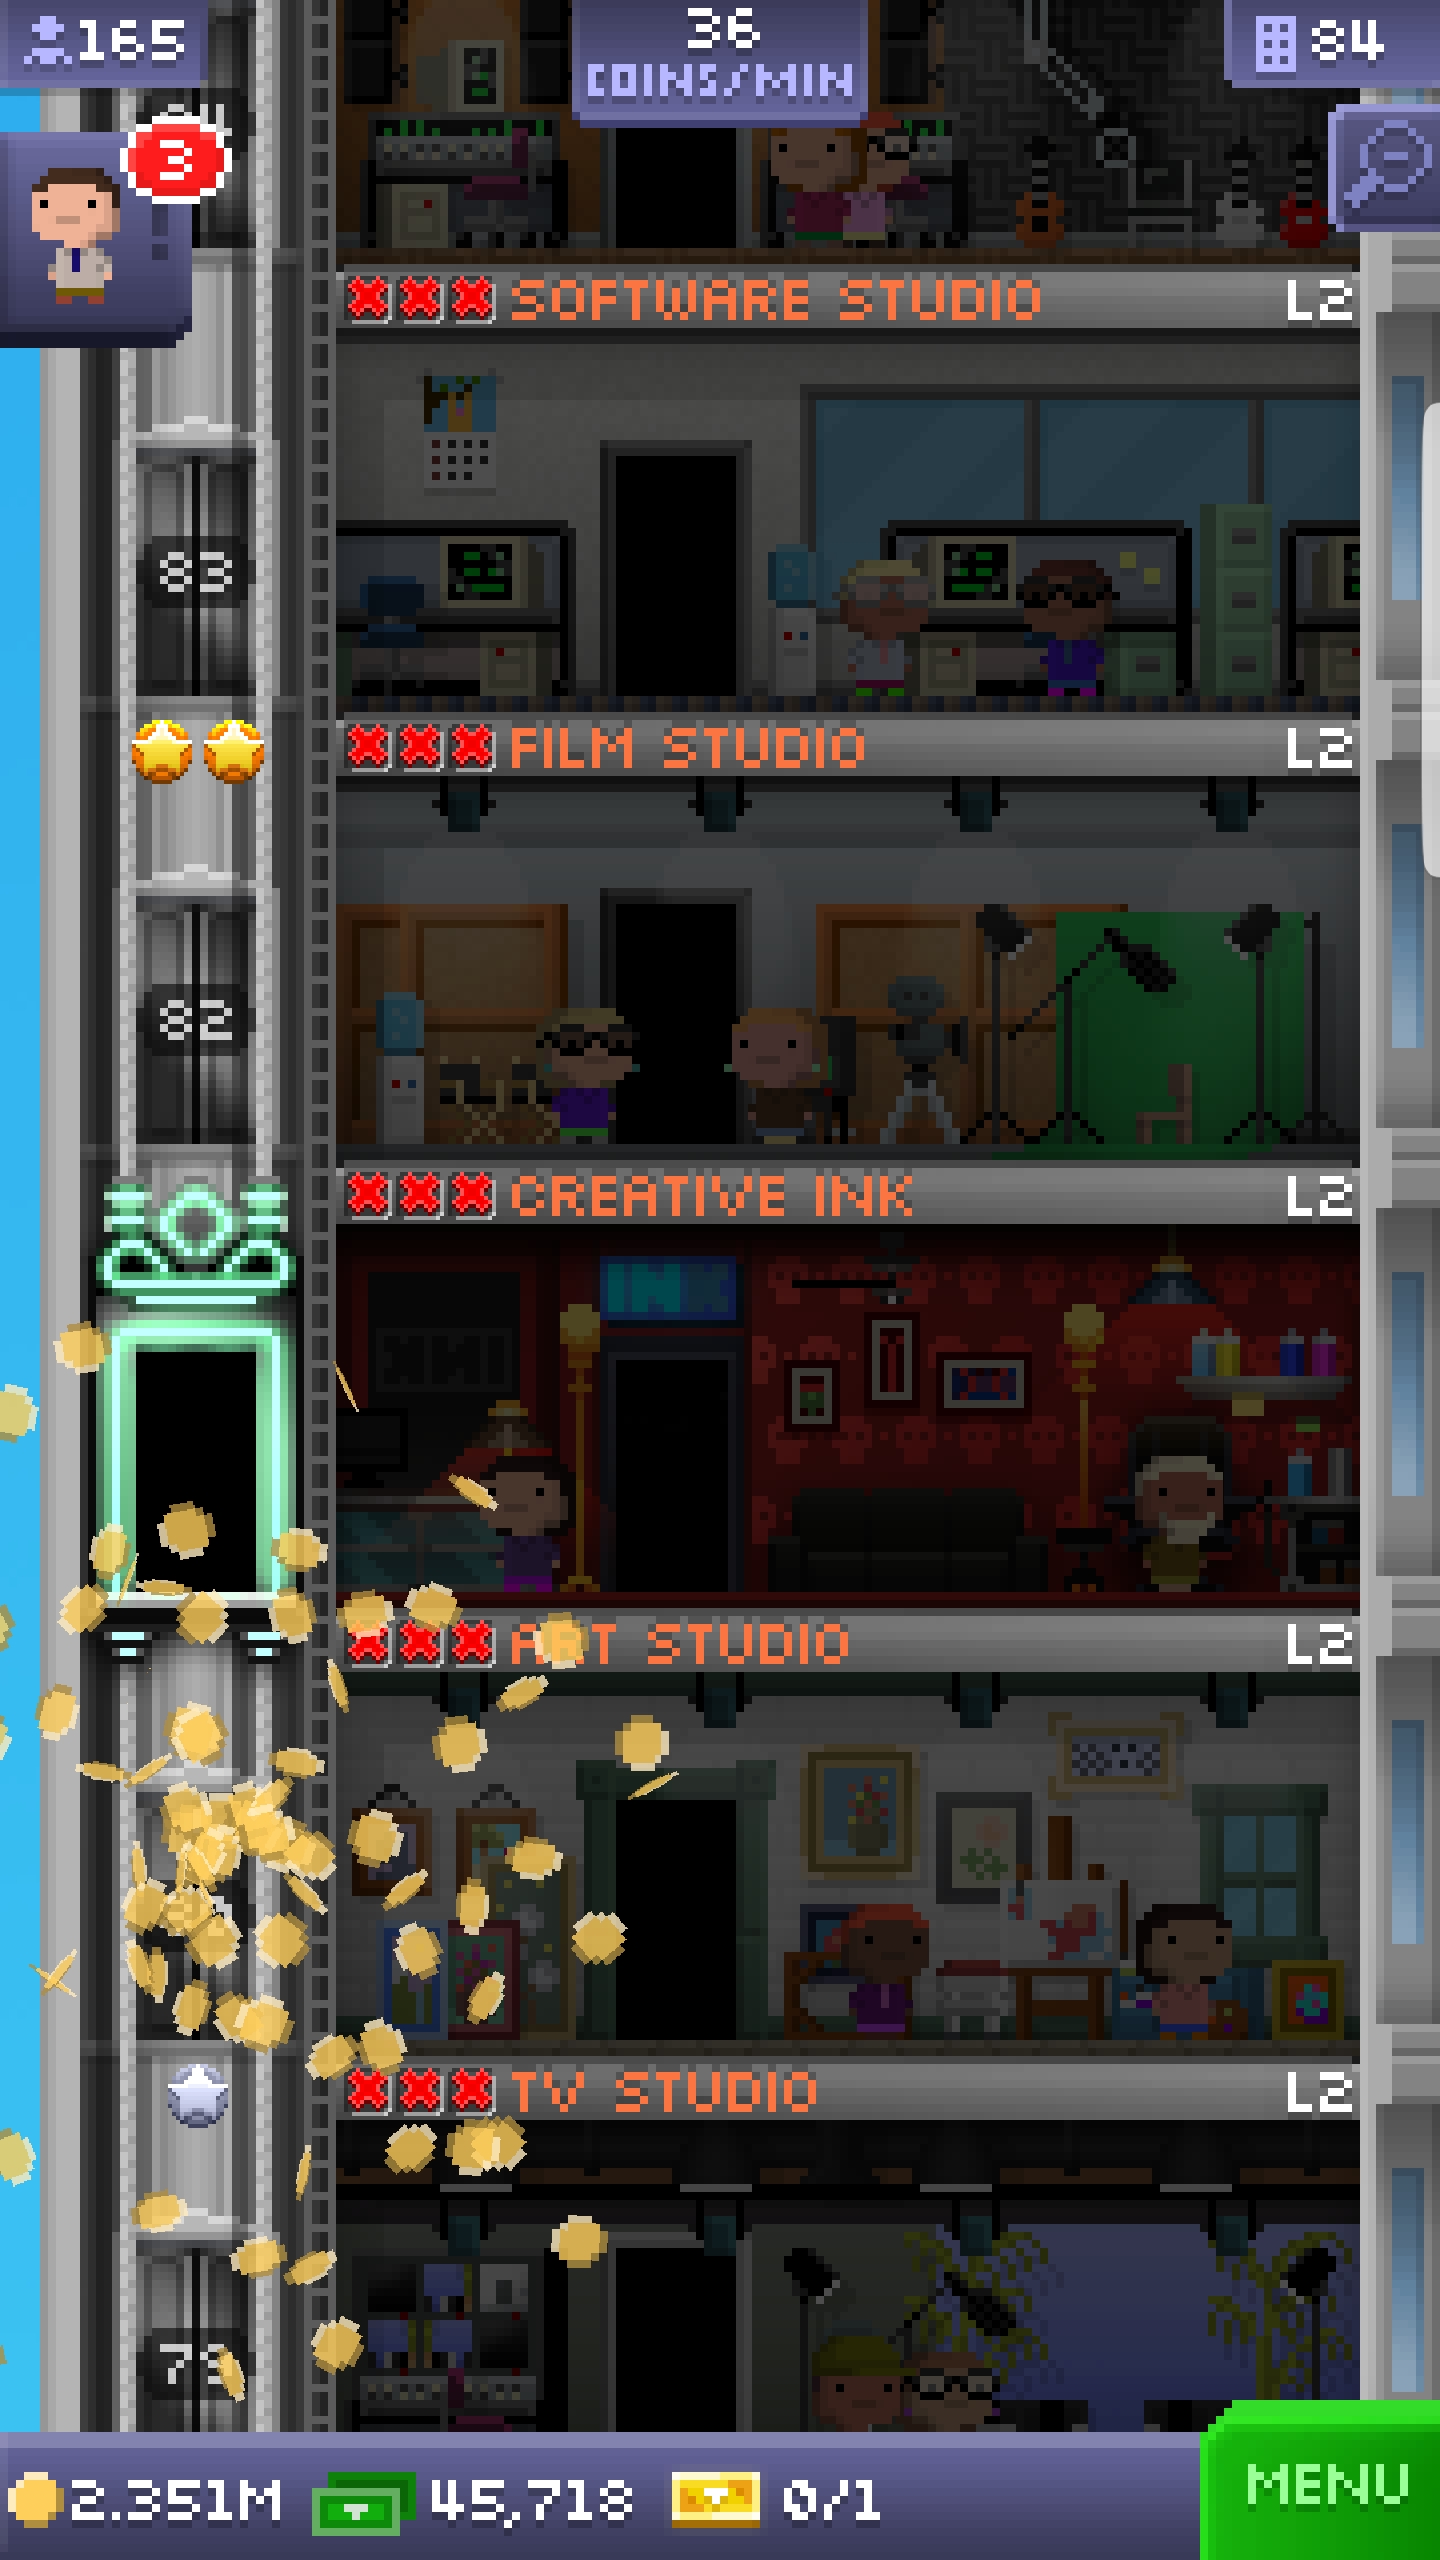 165
36
COINS/MIN
84
3
SOFTWARE STUDIO L2
83
FILM STUDIO L2
82
CREATIVE INK L2
INK
ART STUDIO L2
TV STUDIO L2
79
2.351M 45,718 0/1
MENU